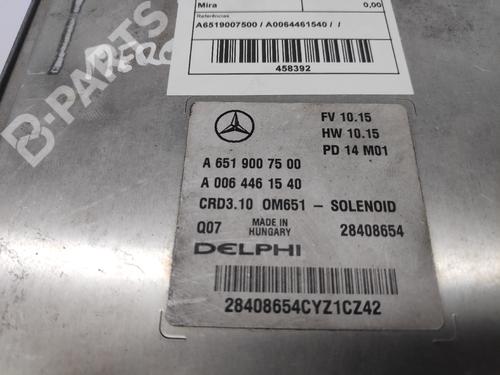 Mira 0,00
Referências
A6519007500 / A0064461540 / /
458392
B-PARTS
FV 10.15
HW 10.15
PD 14 M01
A 651 900 75 00
A 006 446 15 40
CRD3.10 OM651 - SOLENOID
Q07 MADE IN HUNGARY 28408654
DELPHI
28408654CYZ1CZ42